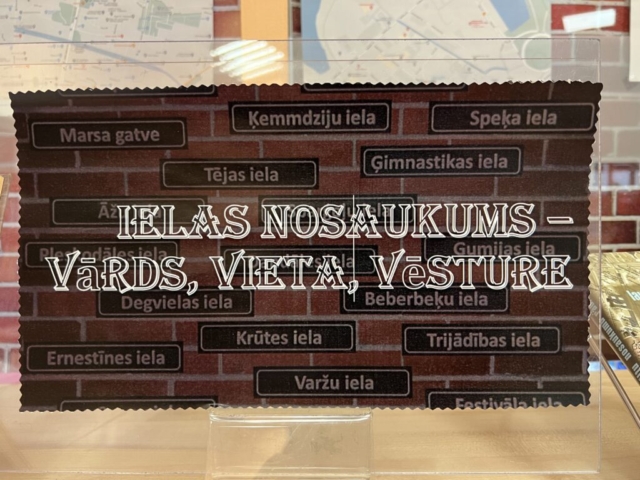 Ķemmdziju iela
Speķa iela
Marsa gatve
Ģimnastikas iela
Tējas iela
IELAS NOSAUKUMS –
Gumijas iela
VāRDS, VIETA, VēSTURE
Degvielas iela
Beberbeķu iela
Krūtes iela
Trijādības iela
Ernestīnes iela
Varžu iela
Festivāla iela